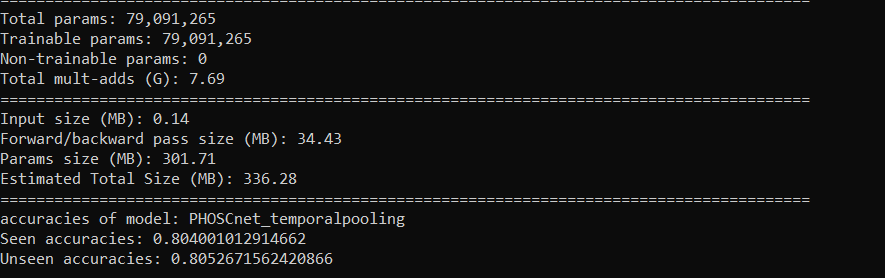 ==========================================================================================
Total params: 79,091,265
Trainable params: 79,091,265
Non-trainable params: 0
Total mult-adds (G): 7.69
==========================================================================================
Input size (MB): 0.14
Forward/backward pass size (MB): 34.43
Params size (MB): 301.71
Estimated Total Size (MB): 336.28
==========================================================================================
accuracies of model: PHOSCnet_temporalpooling
Seen accuracies: 0.804001012914662
Unseen accuracies: 0.8052671562420866